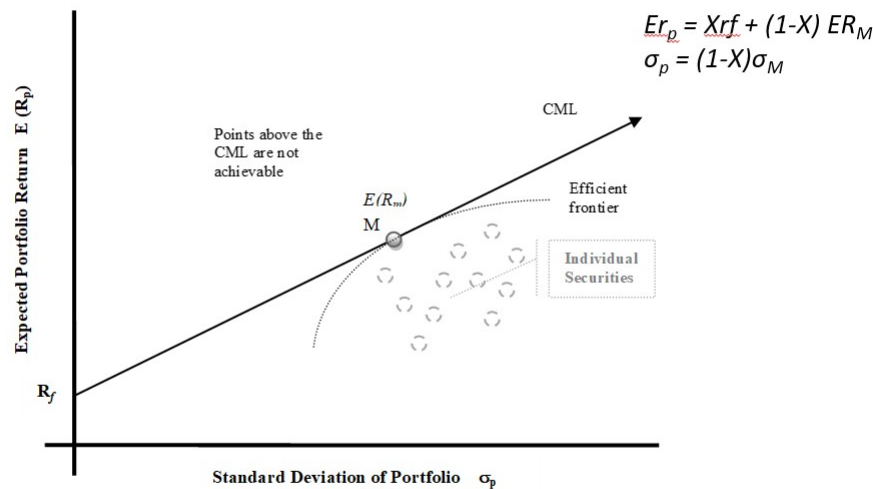 Er_p = Xrf + (1-X) ER_M
σ_p = (1-X)σ_M
Expected Portfolio Return E (R_p)
CML
Points above the
CML are not
achievable
E(R_m)
M
Efficient
frontier
Individual
Securities
R_f
Standard Deviation of Portfolio σ_p